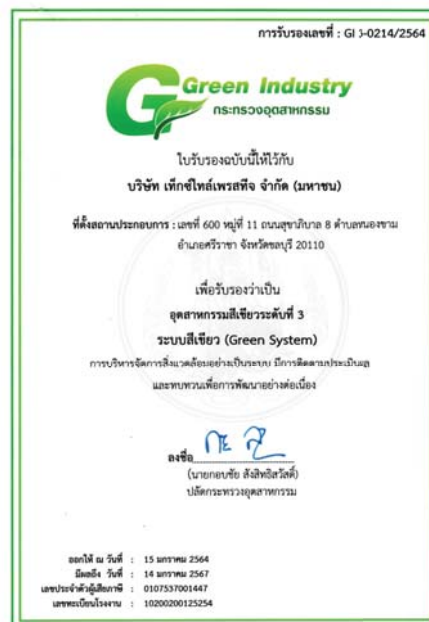 การรับรองเลขที่ : GI 3-0214/2564
Green Industry
กระทรวงอุตสาหกรรม
ใบรับรองฉบับนี้ให้ไว้กับ
บริษัท เท็กซ์ไทล์เพรสทีจ จำกัด (มหาชน)
ที่ตั้งสถานประกอบการ : เลขที่ 600 หมู่ที่ 11 ถนนสุขาภิบาล 8 ตำบลหนองขาม
อำเภอศรีราชา จังหวัดชลบุรี 20110
เพื่อรับรองว่าเป็น
อุตสาหกรรมสีเขียวระดับที่ 3
ระบบสีเขียว (Green System)
การบริหารจัดการสิ่งแวดล้อมอย่างเป็นระบบ มีการติดตามประเมินผล
และทบทวนเพื่อการพัฒนาอย่างต่อเนื่อง
ลงชื่อ
(นายกอบชัย สังสิทธิสวัสดิ์)
ปลัดกระทรวงอุตสาหกรรม
ออกให้ ณ วันที่ : 15 มกราคม 2564
มีผลถึง วันที่ : 14 มกราคม 2567
เลขประจำตัวผู้เสียภาษี : 0107537001447
เลขทะเบียนโรงงาน : 10200200125254